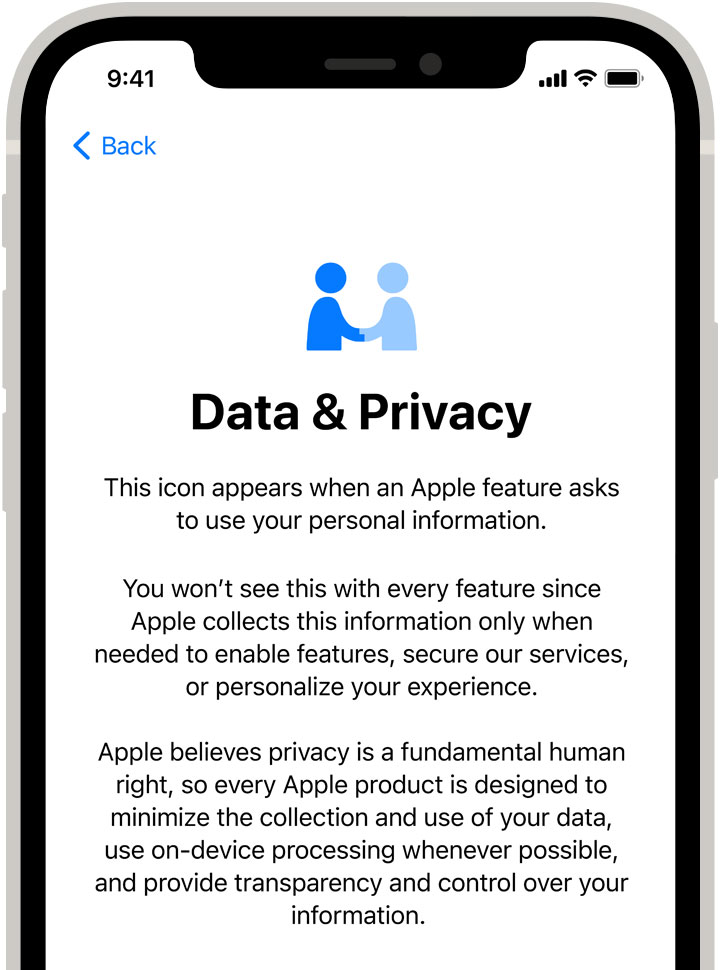 9:41
Back
Data & Privacy
This icon appears when an Apple feature asks
to use your personal information.
You won’t see this with every feature since
Apple collects this information only when
needed to enable features, secure our services,
or personalize your experience.
Apple believes privacy is a fundamental human
right, so every Apple product is designed to
minimize the collection and use of your data,
use on-device processing whenever possible,
and provide transparency and control over your
information.